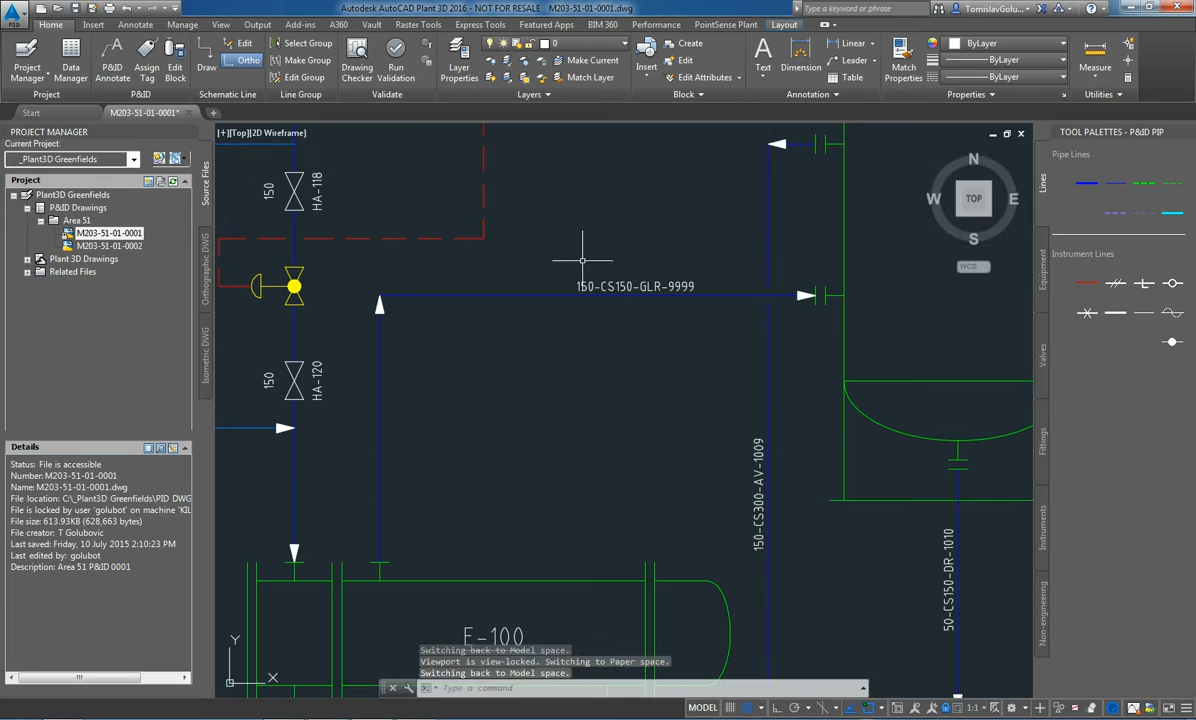 Autodesk AutoCAD Plant 3D 2016 - NOT FOR RESALE M203-51-01-0001.dwg
Type a keyword or phrase
TomislavGolu...
P&ID
Home Insert Annotate Manage View Output Add-ins A360 Vault Raster Tools Express Tools Featured Apps BIM 360 Performance PointSense Plant Layout
Project
Manager
Data
Manager
P&ID
Annotate
Assign
Tag
Edit
Block
Draw
Edit
Ortho
Select Group
Make Group
Edit Group
Drawing
Checker
Run
Validation
Layer
Properties
0
Make Current
Match Layer
Insert
Create
Edit
Edit Attributes
Text
Dimension
Linear
Leader
Table
Match
Properties
ByLayer
ByLayer
ByLayer
Measure
Project P&ID Schematic Line Line Group Validate Layers Block Annotation Properties Utilities
Start M203-51-01-0001*
PROJECT MANAGER
Current Project:
_Plant3D Greenfields
Project
Plant3D Greenfields
P&ID Drawings
Area 51
M203-51-01-0001
M203-51-01-0002
Plant 3D Drawings
Related Files
Source Files
Orthographic DWG
Isometric DWG
Details
Status: File is accessible
Number: M203-51-01-0001
Name: M203-51-01-0001.dwg
File location: C:\_Plant3D Greenfields\PID DWG
File is locked by user 'golubot' on machine 'KIL
File size: 613.93KB (628,663 bytes)
File creator: T Golubovic
Last saved: Friday, 10 July 2015 2:10:23 PM
Last edited by: golubot
Description: Area 51 P&ID 0001
[+][Top][2D Wireframe]
150
HA-118
150
HA-120
150-CS150-GLR-9999
150-CS300-AV-1009
50-CS150-DR-1010
E-100
N
W TOP E
S
WCS
Y
X
Switching back to Model space.
Viewport is view-locked. Switching to Paper space.
Switching back to Model space.
Type a command
TOOL PALETTES - P&ID PIP
Pipe Lines
Instrument Lines
Lines
Equipment
Valves
Fittings
Instruments
Non-engineering
MODEL
1:1